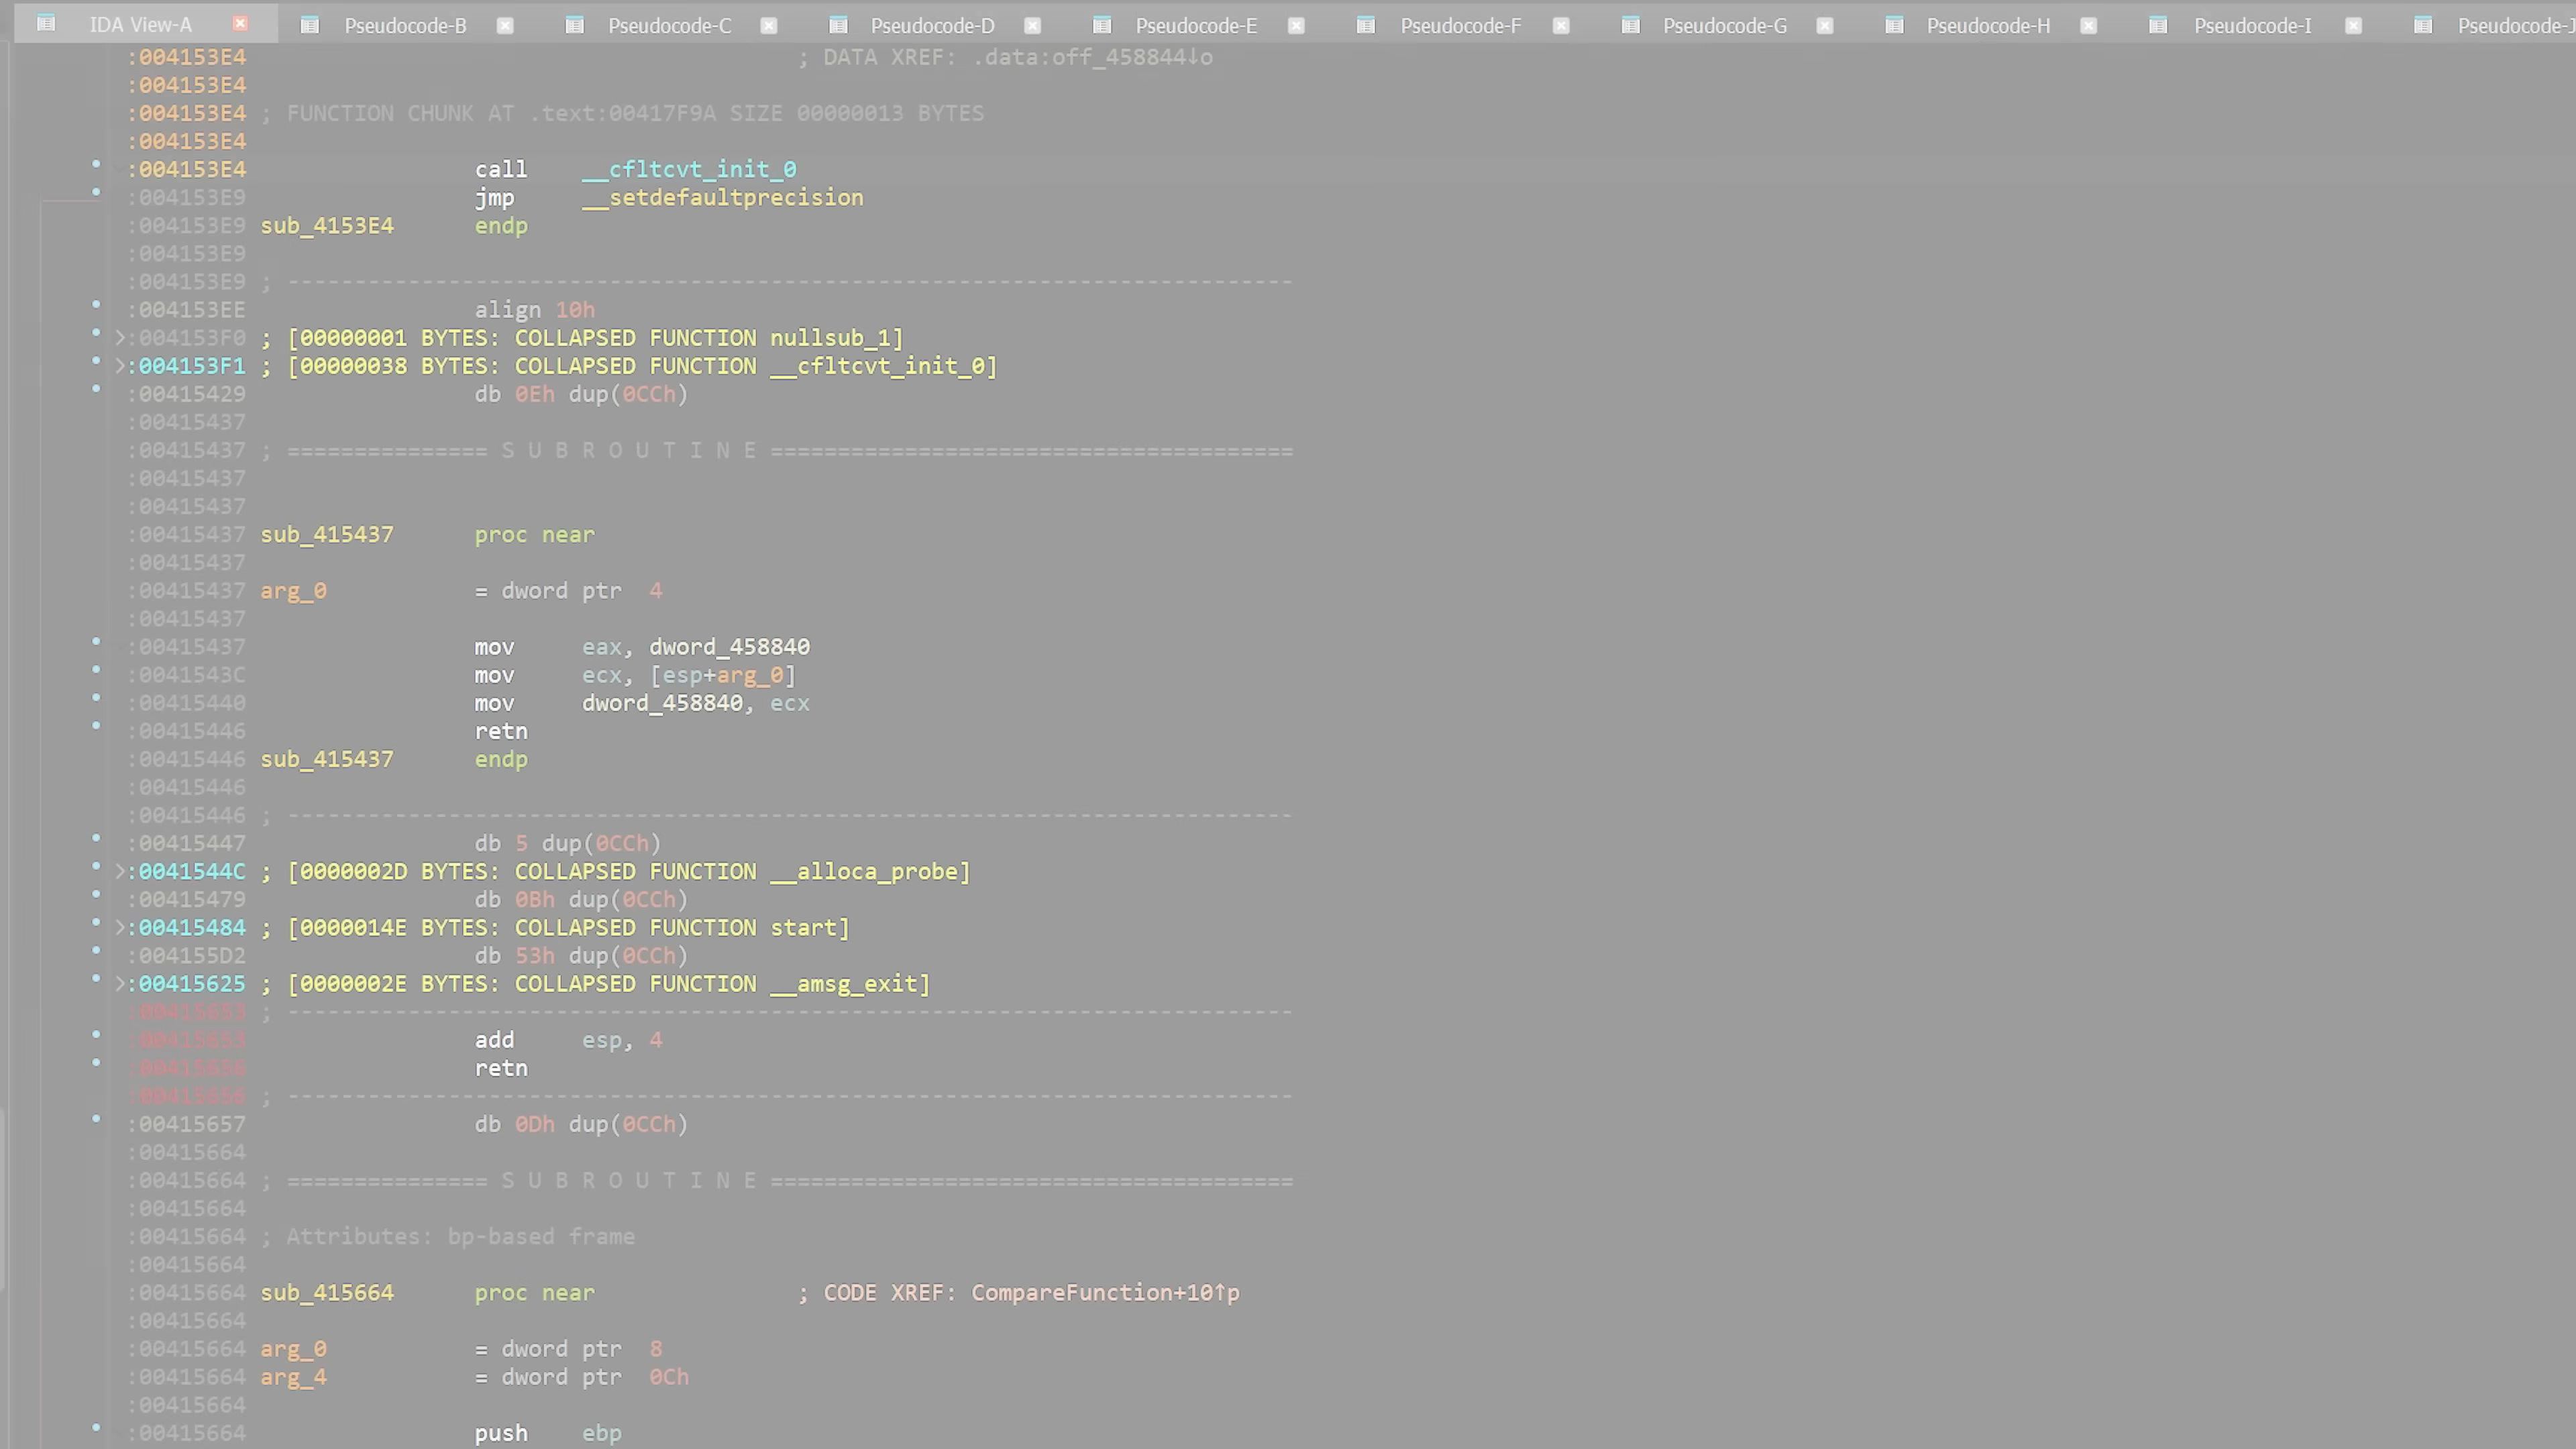 IDA View-A Pseudocode-B Pseudocode-C Pseudocode-D Pseudocode-E Pseudocode-F Pseudocode-G Pseudocode-H Pseudocode-I Pseudocode-J
:004153E4 ; DATA XREF: .data:off_458844↓o
:004153E4
:004153E4 ; FUNCTION CHUNK AT .text:00417F9A SIZE 00000013 BYTES
:004153E4
:004153E4 call __cfltcvt_init_0
:004153E9 jmp __setdefaultprecision
:004153E9 sub_4153E4 endp
:004153E9
:004153E9 ; ---------------------------------------------------------------------------
:004153EE align 10h
>:004153F0 ; [00000001 BYTES: COLLAPSED FUNCTION nullsub_1]
>:004153F1 ; [00000038 BYTES: COLLAPSED FUNCTION __cfltcvt_init_0]
:00415429 db 0Eh dup(0CCh)
:00415437
:00415437 ; =============== S U B R O U T I N E =======================================
:00415437
:00415437
:00415437 sub_415437 proc near
:00415437
:00415437 arg_0 = dword ptr 4
:00415437
:00415437 mov eax, dword_458840
:0041543C mov ecx, [esp+arg_0]
:00415440 mov dword_458840, ecx
:00415446 retn
:00415446 sub_415437 endp
:00415446
:00415446 ; ---------------------------------------------------------------------------
:00415447 db 5 dup(0CCh)
>:0041544C ; [0000002D BYTES: COLLAPSED FUNCTION __alloca_probe]
:00415479 db 0Bh dup(0CCh)
>:00415484 ; [0000014E BYTES: COLLAPSED FUNCTION start]
:004155D2 db 53h dup(0CCh)
>:00415625 ; [0000002E BYTES: COLLAPSED FUNCTION __amsg_exit]
:00415653 ; ---------------------------------------------------------------------------
:00415653 add esp, 4
:00415656 retn
:00415656 ; ---------------------------------------------------------------------------
:00415657 db 0Dh dup(0CCh)
:00415664
:00415664 ; =============== S U B R O U T I N E =======================================
:00415664
:00415664 ; Attributes: bp-based frame
:00415664
:00415664 sub_415664 proc near ; CODE XREF: CompareFunction+10↑p
:00415664
:00415664 arg_0 = dword ptr 8
:00415664 arg_4 = dword ptr 0Ch
:00415664
:00415664 push ebp